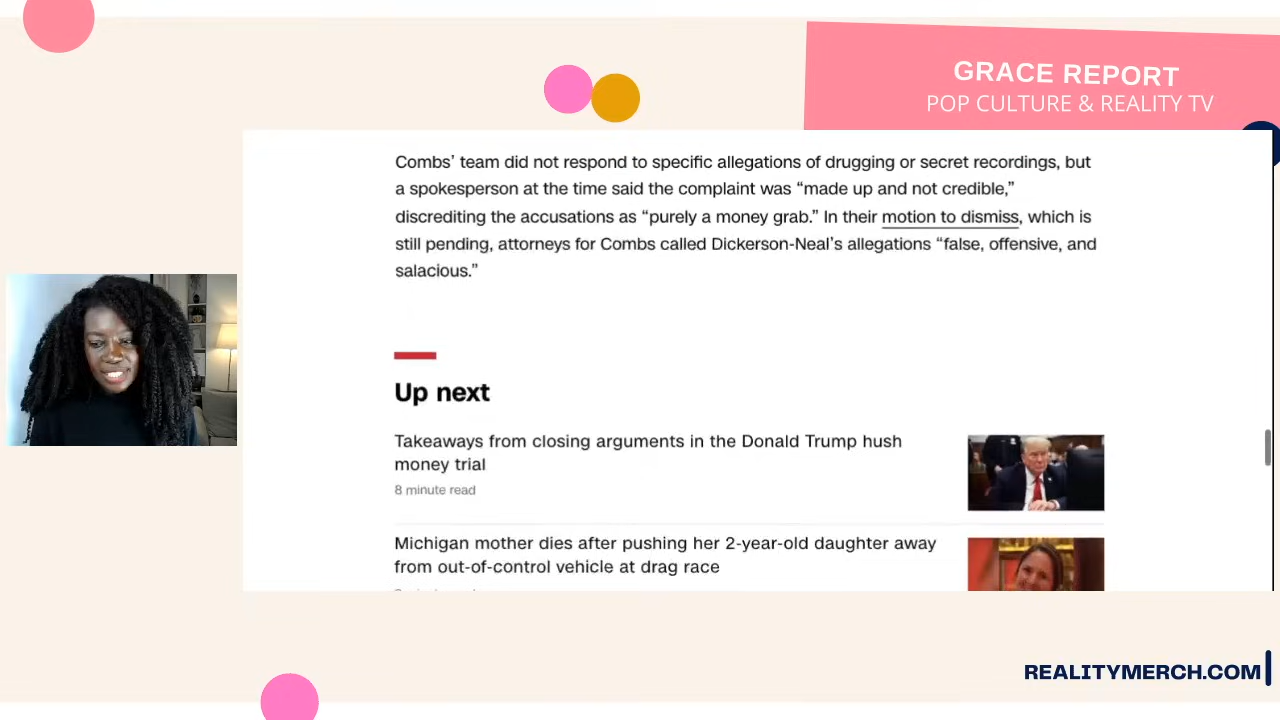 GRACE REPORT
POP CULTURE & REALITY TV
Combs’ team did not respond to specific allegations of drugging or secret recordings, but
a spokesperson at the time said the complaint was “made up and not credible,”
discrediting the accusations as “purely a money grab.” In their motion to dismiss, which is
still pending, attorneys for Combs called Dickerson-Neal’s allegations “false, offensive, and
salacious.”
Up next
Takeaways from closing arguments in the Donald Trump hush
money trial
8 minute read
Michigan mother dies after pushing her 2-year-old daughter away
from out-of-control vehicle at drag race
REALITYMERCH.COM